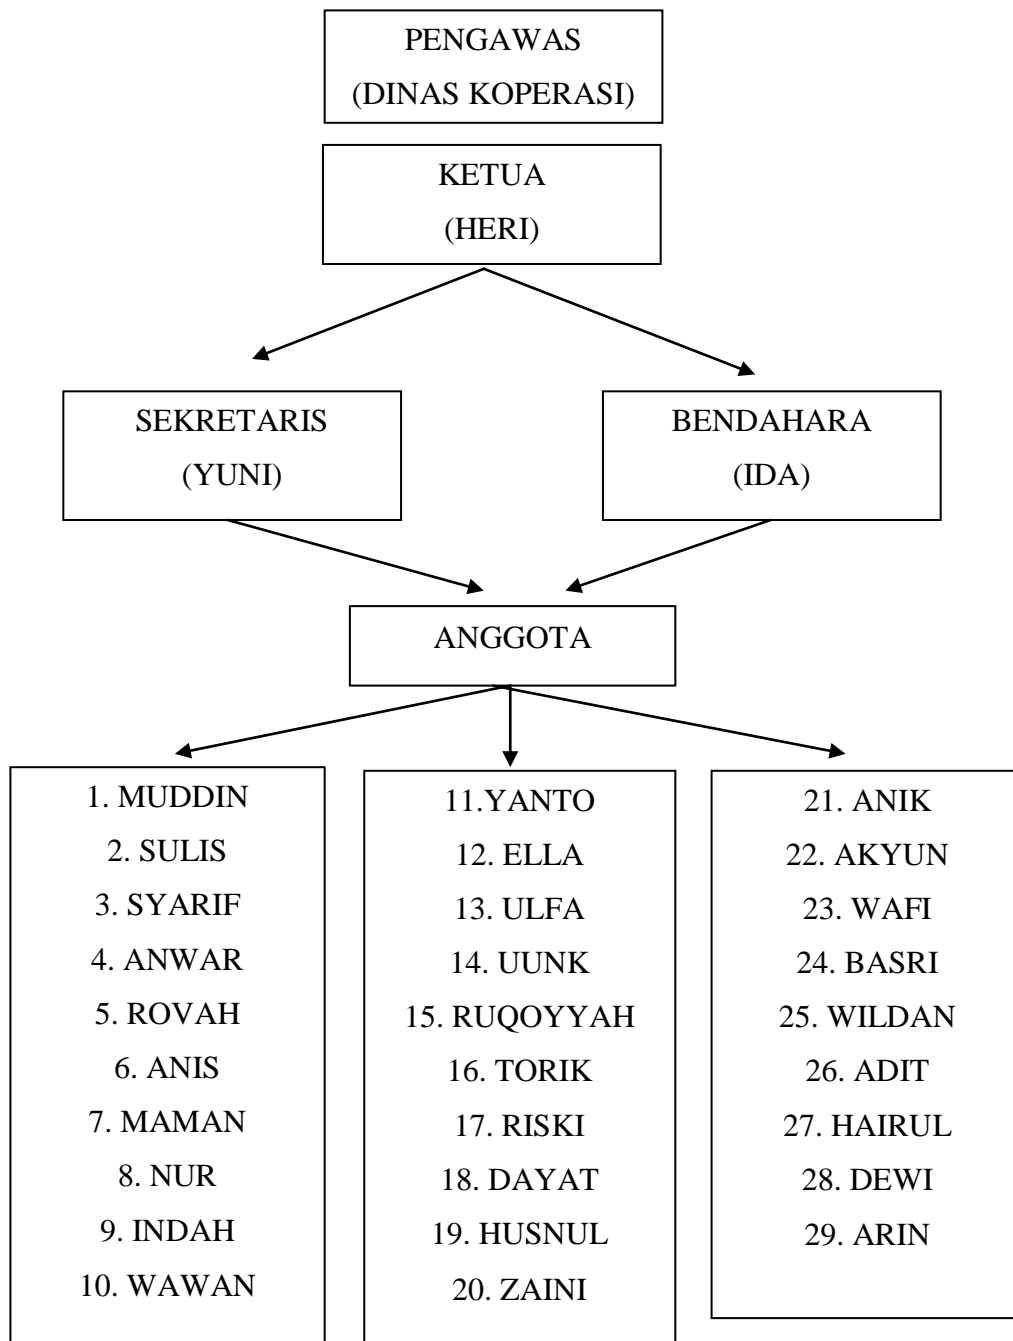 PENGAWAS
(DINAS KOPERASI)
KETUA
(HERI)
SEKRETARIS
(YUNI)
BENDAHARA
(IDA)
ANGGOTA
1. MUDDIN
2. SULIS
3. SYARIF
4. ANWAR
5. ROVAH
6. ANIS
7. MAMAN
8. NUR
9. INDAH
10. WAWAN
11.YANTO
12. ELLA
13. ULFA
14. UUNK
15. RUQOYYAH
16. TORIK
17. RISKI
18. DAYAT
19. HUSNUL
20. ZAINI
21. ANIK
22. AKYUN
23. WAFI
24. BASRI
25. WILDAN
26. ADIT
27. HAIRUL
28. DEWI
29. ARIN